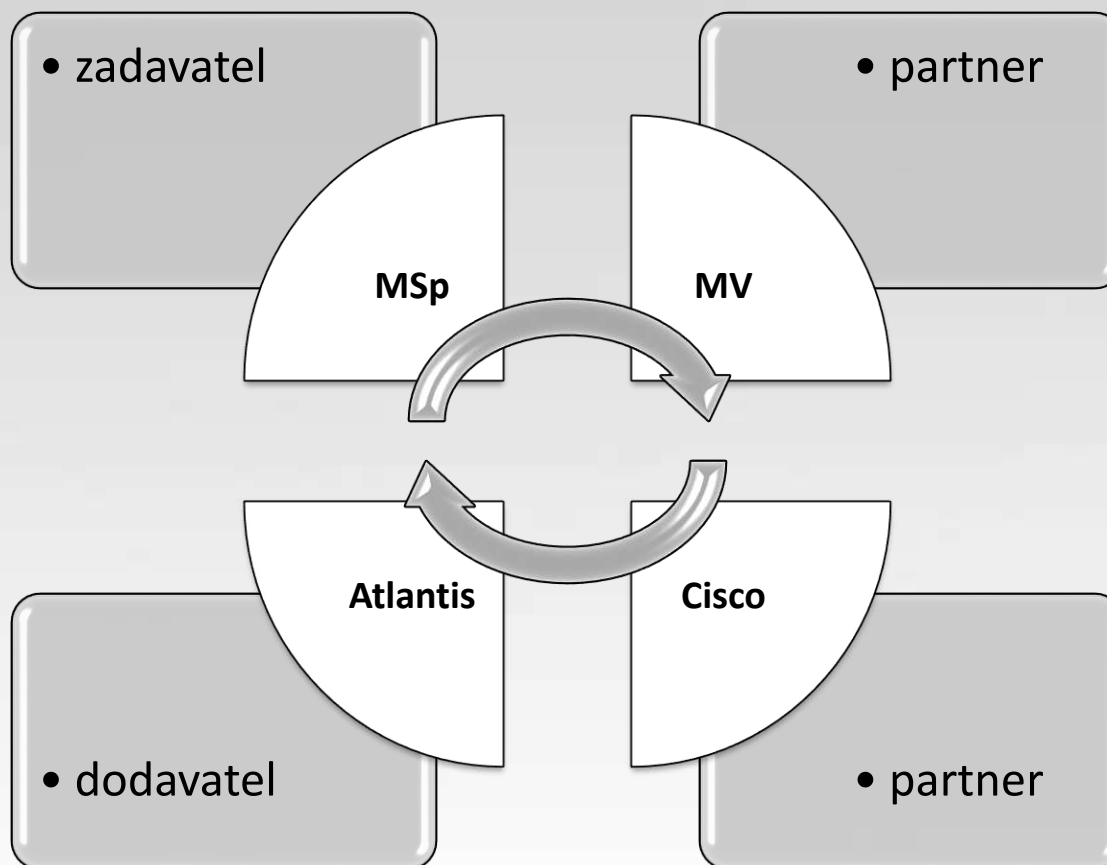 • zadavatel
• partner
MSp
MV
Atlantis
Cisco
• dodavatel
• partner